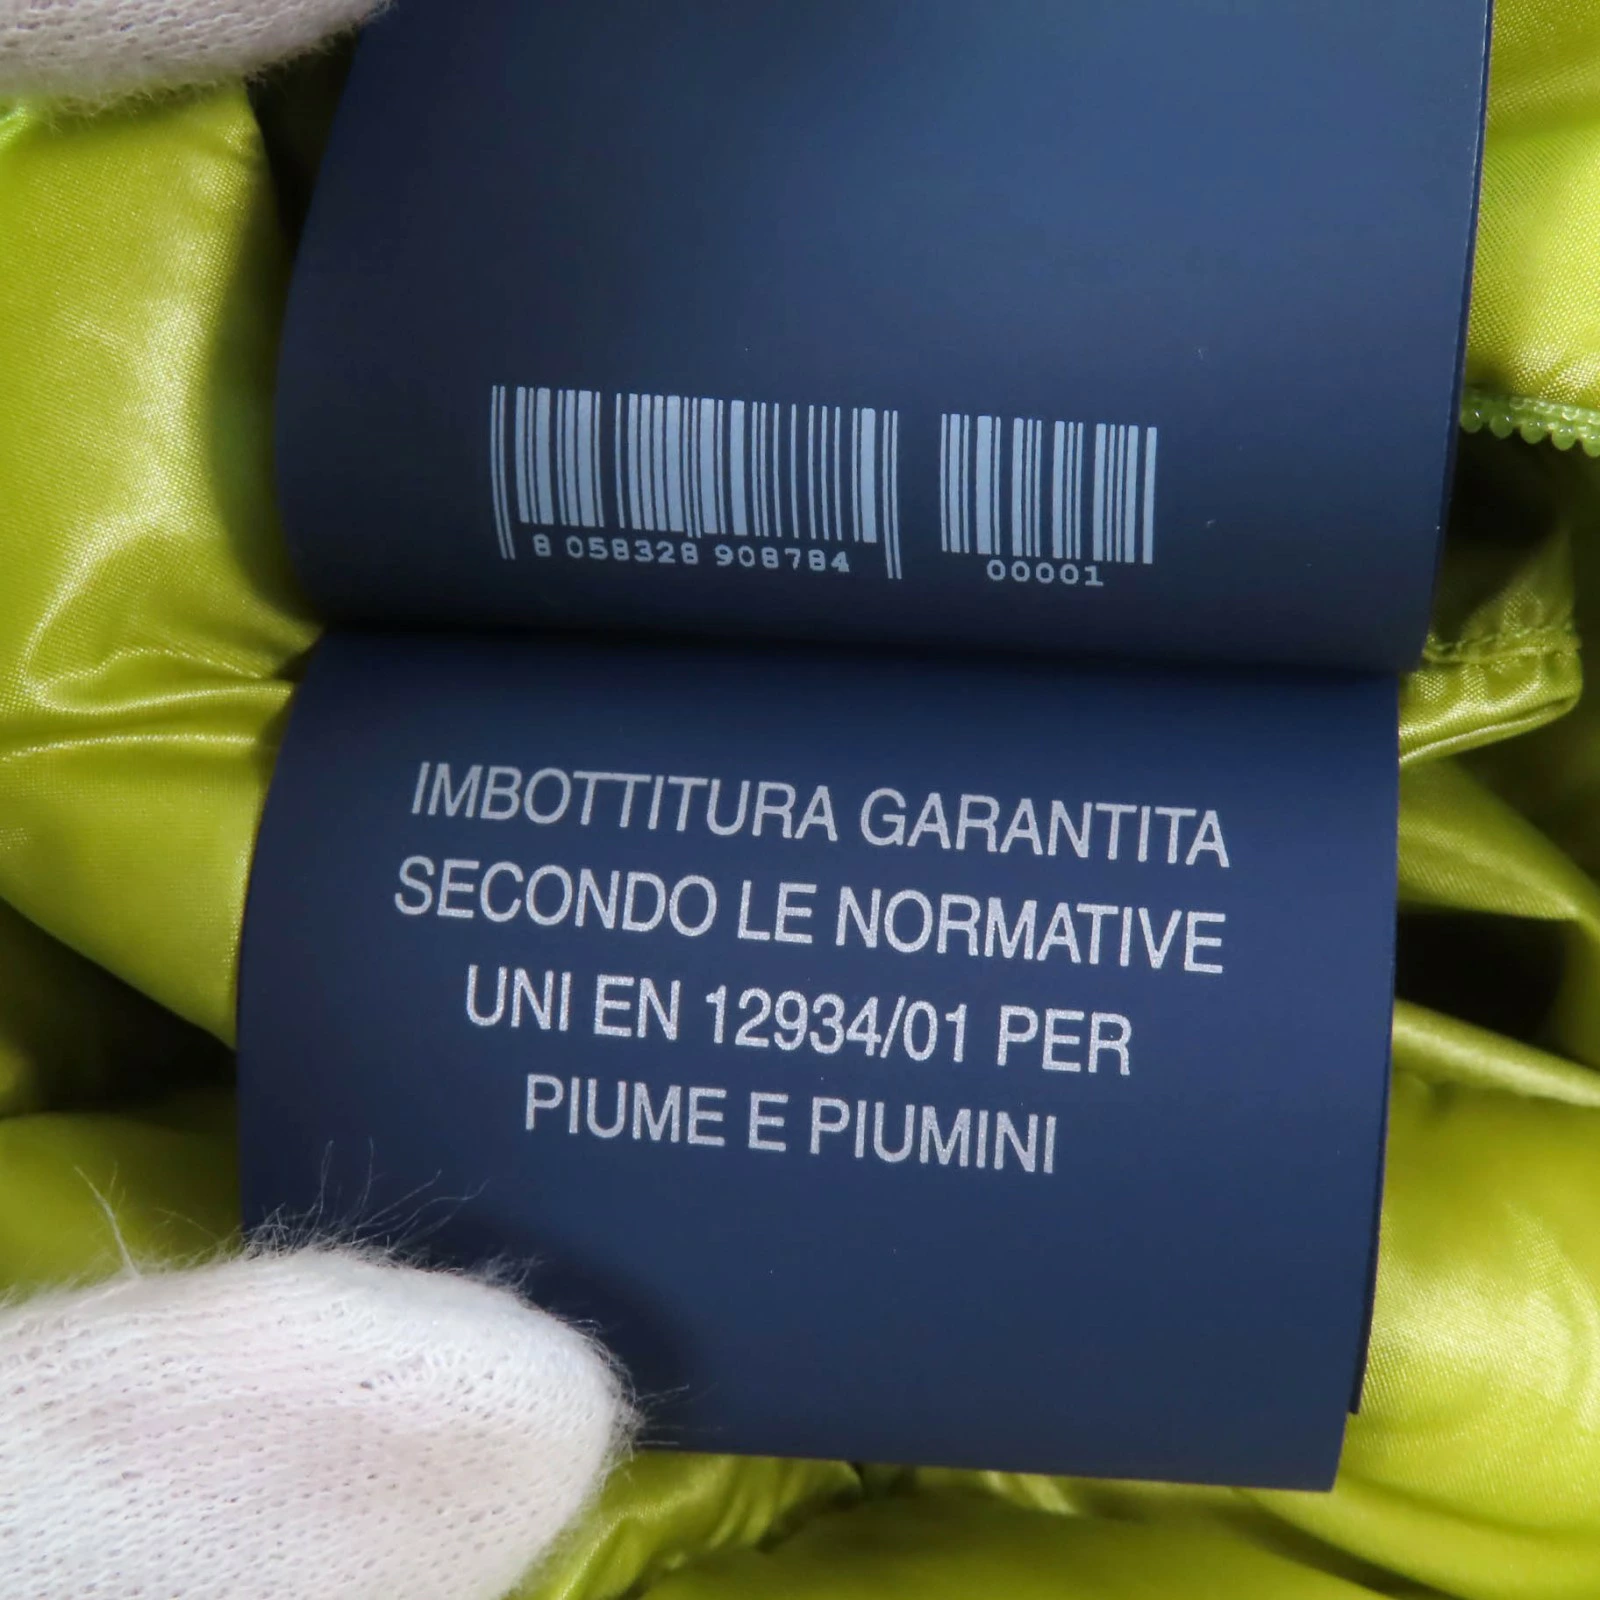 8 058328 908784 00001
IMBOTTITURA GARANTITA
SECONDO LE NORMATIVE
UNI EN 12934/01 PER
PIUME E PIUMINI